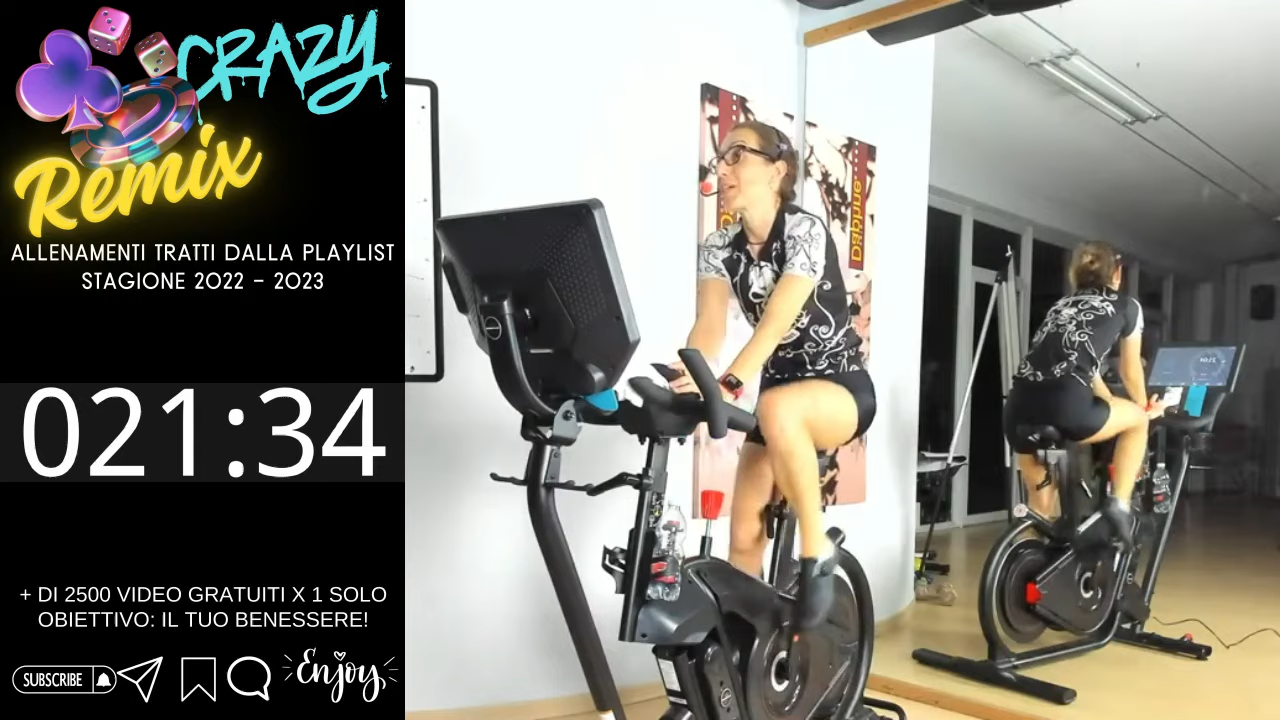 CRAZY
Remix
ALLENAMENTI TRATTI DALLA PLAYLIST
STAGIONE 2022 - 2023
021:34
+ DI 2500 VIDEO GRATUITI X 1 SOLO
OBIETTIVO: IL TUO BENESSERE!
SUBSCRIBE
Enjoy
Daphne